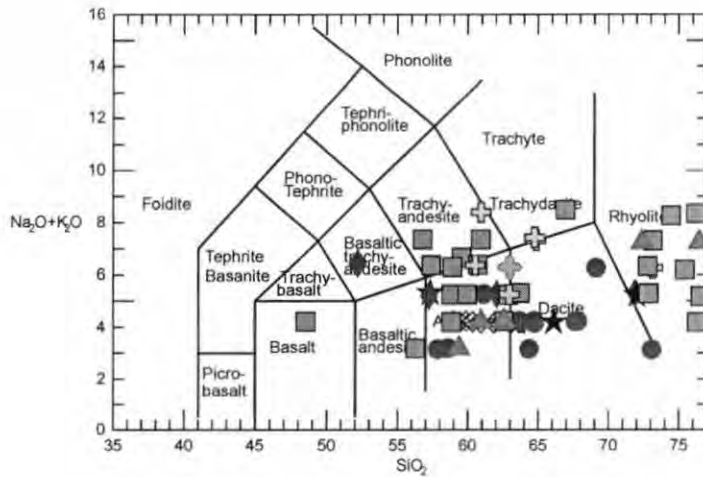 16
14
12
10
8
6
4
2
0
Na2O+K2O
35 40 45 50 55 60 65 70 75
SiO2
Phonolite
Tephri-
phonolite
Trachyte
Foidite
Phono-
Tephrite
Trachy-
andesite
Trachydacite
Rhyolite
Tephrite
Basanite
Basaltic
trachy-
andesite
Trachy-
basalt
Basalt
Basaltic
andesi
Dacite
Picro-
basalt